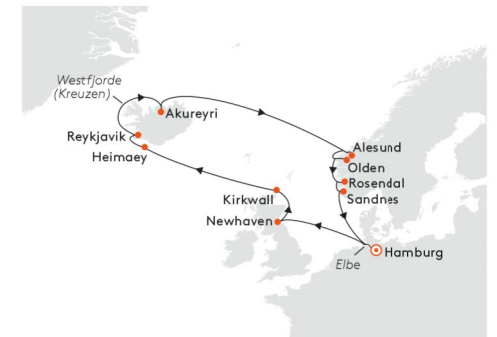 Westfjorde
(Kreuzen)
Akureyri
Reykjavik
Heimaey
Alesund
Olden
Rosendal
Sandnes
Kirkwall
Newhaven
Hamburg
Elbe